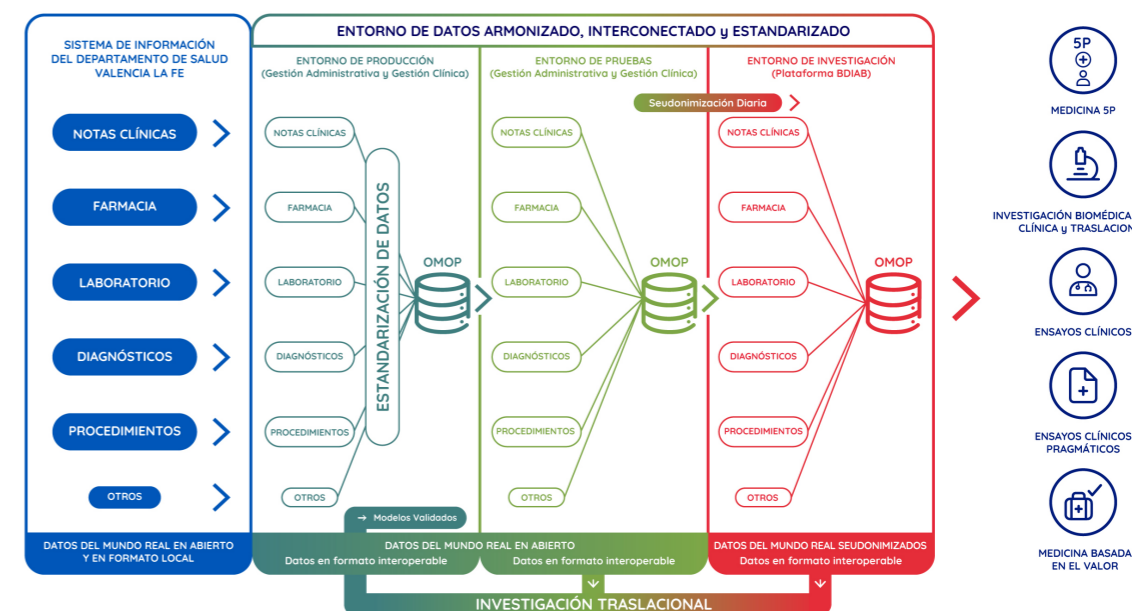 SISTEMA DE INFORMACIÓN
DEL DEPARTAMENTO DE SALUD
VALENCIA LA FE
NOTAS CLÍNICAS
FARMACIA
LABORATORIO
DIAGNÓSTICOS
PROCEDIMIENTOS
OTROS
DATOS DEL MUNDO REAL EN ABIERTO
Y EN FORMATO LOCAL
ENTORNO DE DATOS ARMONIZADO, INTERCONECTADO y ESTANDARIZADO
ENTORNO DE PRODUCCIÓN
(Gestión Administrativa y Gestión Clínica)
NOTAS CLÍNICAS
FARMACIA
LABORATORIO
DIAGNÓSTICOS
PROCEDIMIENTOS
OTROS
ESTANDARIZACIÓN DE DATOS
OMOP
→ Modelos Validados
ENTORNO DE PRUEBAS
(Gestión Administrativa y Gestión Clínica)
Seudonimización Diaria
NOTAS CLÍNICAS
FARMACIA
LABORATORIO
DIAGNÓSTICOS
PROCEDIMIENTOS
OTROS
OMOP
DATOS DEL MUNDO REAL EN ABIERTO
Datos en formato interoperable
Datos en formato interoperable
ENTORNO DE INVESTIGACIÓN
(Plataforma BDIAB)
NOTAS CLÍNICAS
FARMACIA
LABORATORIO
DIAGNÓSTICOS
PROCEDIMIENTOS
OTROS
OMOP
DATOS DEL MUNDO REAL SEUDONIMIZADOS
Datos en formato interoperable
INVESTIGACIÓN TRASLACIONAL
5P
MEDICINA 5P
INVESTIGACIÓN BIOMÉDICA
CLÍNICA y TRASLACION
ENSAYOS CLÍNICOS
ENSAYOS CLÍNICOS
PRAGMÁTICOS
MEDICINA BASADA
EN EL VALOR